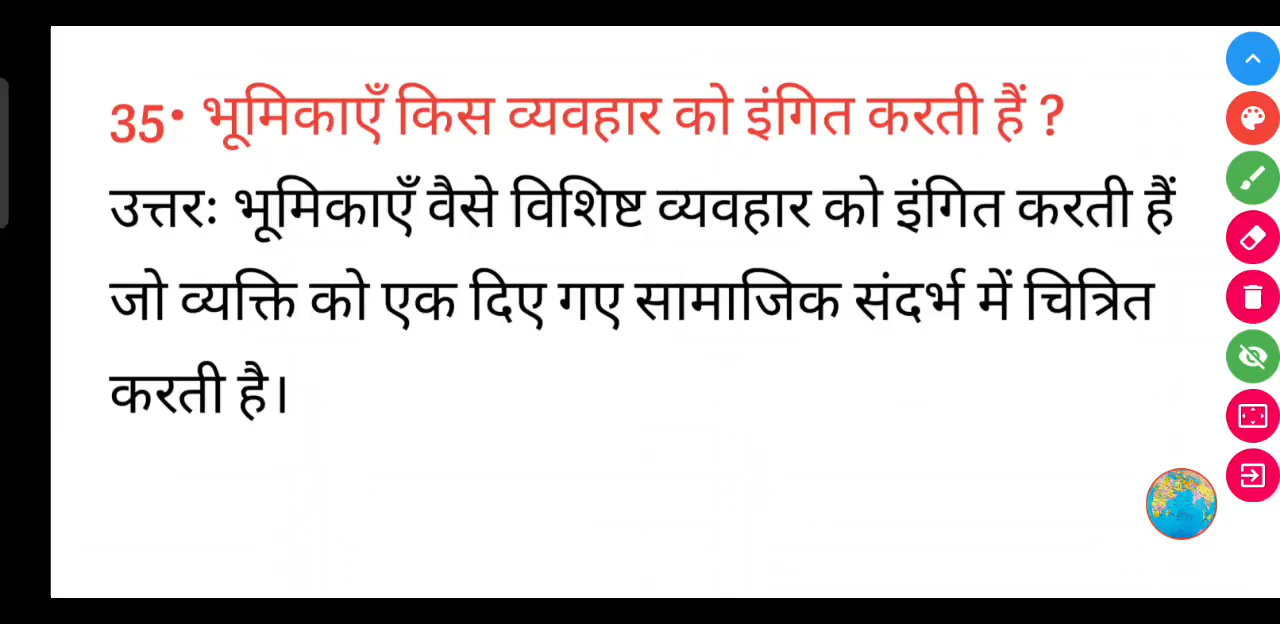 35• भूमिकाएँ किस व्यवहार को इंगित करती हैं ?
उत्तरः भूमिकाएँ वैसे विशिष्ट व्यवहार को इंगित करती हैं
जो व्यक्ति को एक दिए गए सामाजिक संदर्भ में चित्रित
करती है।